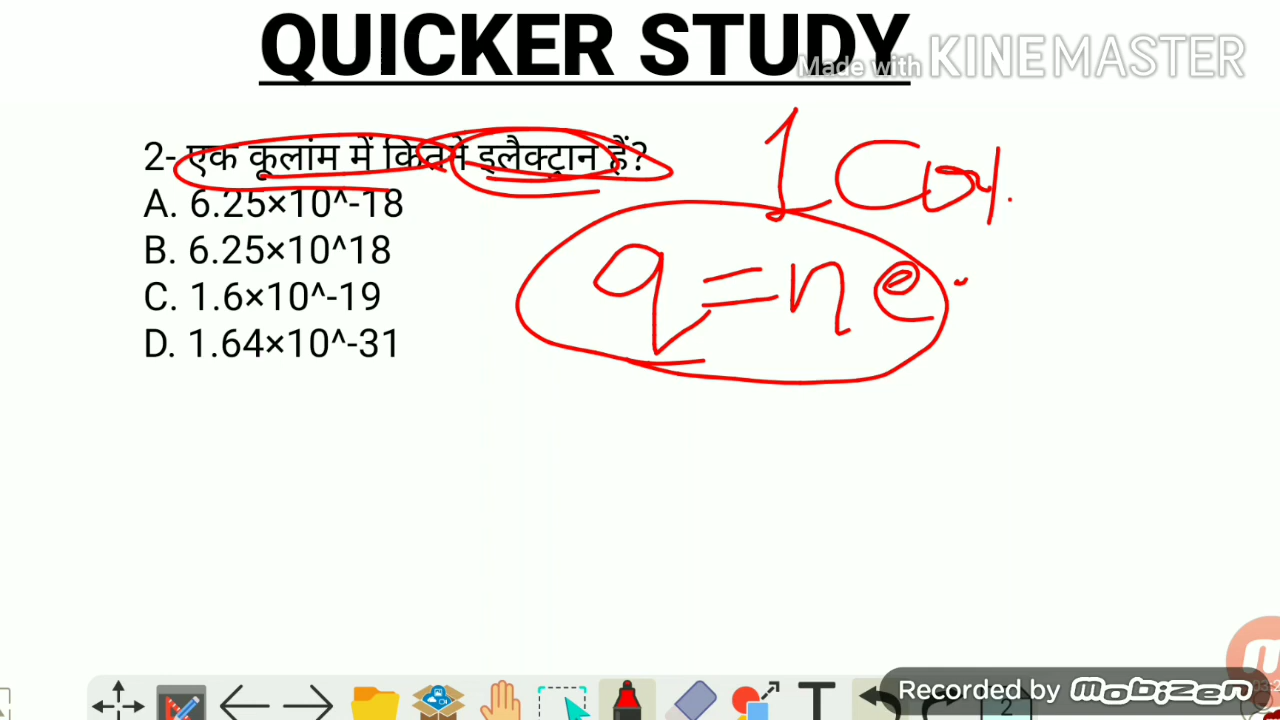 QUICKER STUDY
Made with KINEMASTER
2- एक कूलांम में कितने इलैक्ट्रान हैं?
1 Col.
A. 6.25×10^-18
B. 6.25×10^18
q=ne
C. 1.6×10^-19
D. 1.64×10^-31
T
2
Recorded by Mobizen